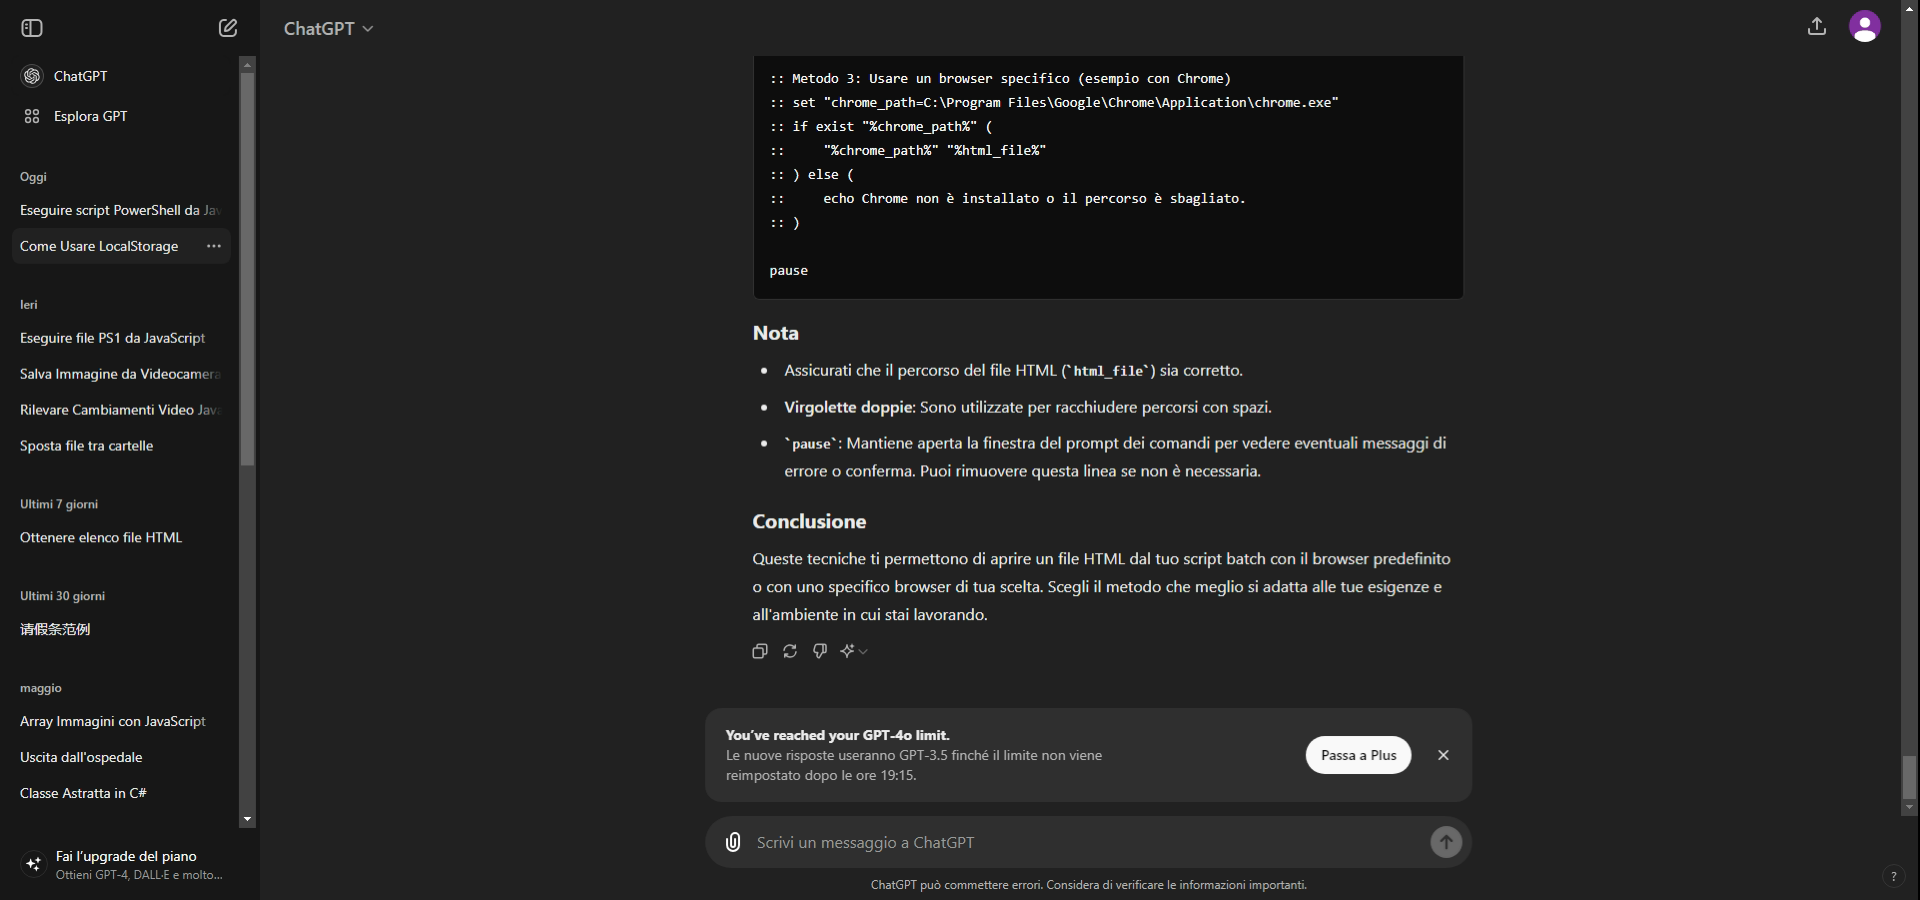 ChatGPT
Esplora GPT
Oggi
Eseguire script PowerShell da Jav
Come Usare LocalStorage
Ieri
Eseguire file PS1 da JavaScript
Salva Immagine da Videocamera
Rilevare Cambiamenti Video Java
Sposta file tra cartelle
Ultimi 7 giorni
Ottenere elenco file HTML
Ultimi 30 giorni
请假条范例
maggio
Array Immagini con JavaScript
Uscita dall'ospedale
Classe Astratta in C#
Fai l'upgrade del piano
Ottieni GPT-4, DALL·E e molto...
ChatGPT
:: Metodo 3: Usare un browser specifico (esempio con Chrome)
:: set "chrome_path=C:\Program Files\Google\Chrome\Application\chrome.exe"
:: if exist "%chrome_path%" (
::     "%chrome_path%" "%html_file%"
:: ) else (
::     echo Chrome non è installato o il percorso è sbagliato.
:: )
pause
Nota
• Assicurati che il percorso del file HTML (`html_file`) sia corretto.
• Virgolette doppie: Sono utilizzate per racchiudere percorsi con spazi.
• `pause`: Mantiene aperta la finestra del prompt dei comandi per vedere eventuali messaggi di
errore o conferma. Puoi rimuovere questa linea se non è necessaria.
Conclusione
Queste tecniche ti permettono di aprire un file HTML dal tuo script batch con il browser predefinito
o con uno specifico browser di tua scelta. Scegli il metodo che meglio si adatta alle tue esigenze e
all'ambiente in cui stai lavorando.
You've reached your GPT-4o limit.
Le nuove risposte useranno GPT-3.5 finché il limite non viene
reimpostato dopo le ore 19:15.
Passa a Plus
Scrivi un messaggio a ChatGPT
ChatGPT può commettere errori. Considera di verificare le informazioni importanti.
?